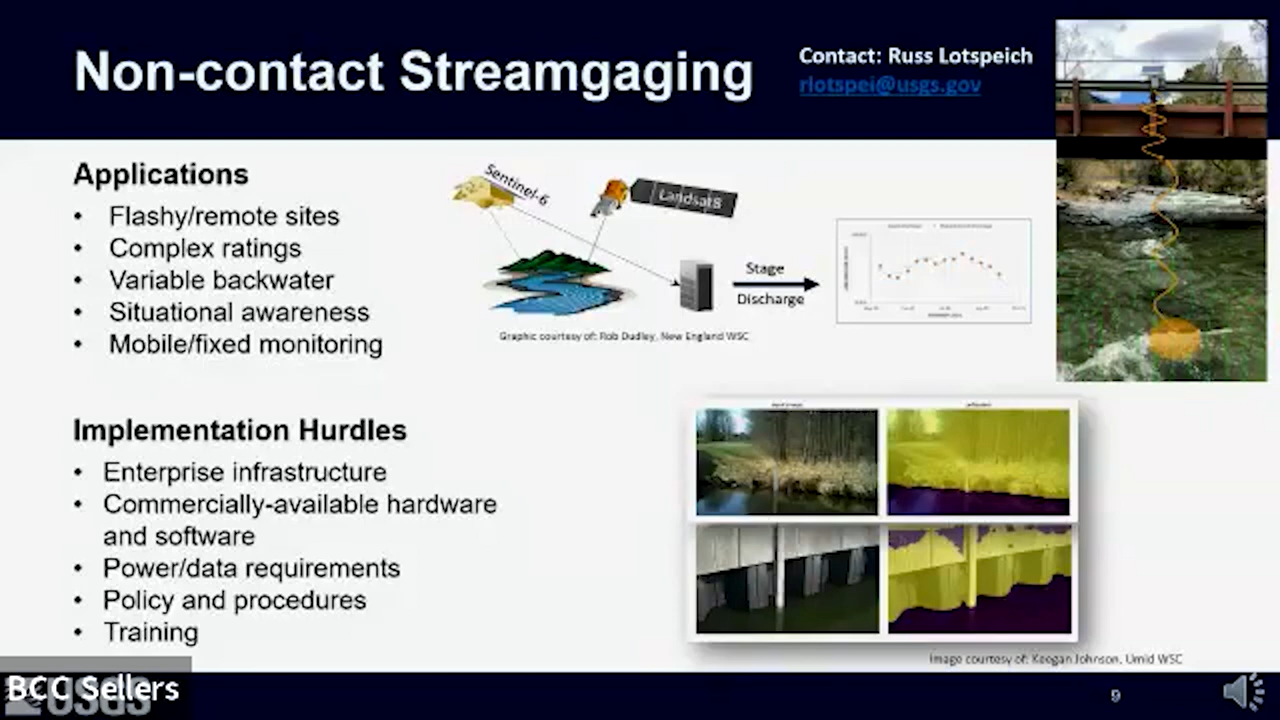 Non-contact Streamgaging
Contact: Russ Lotspeich
rlotspei@usgs.gov
Applications
• Flashy/remote sites
• Complex ratings
• Variable backwater
• Situational awareness
• Mobile/fixed monitoring
Sentinel-6
Landsat8
Stage
Discharge
Graphic courtesy of: Rob Dudley, New England WSC
Implementation Hurdles
• Enterprise infrastructure
• Commercially-available hardware
and software
• Power/data requirements
• Policy and procedures
• Training
Image courtesy of: Keegan Johnson, Umid WSC
BCC Sellers
USGS
9